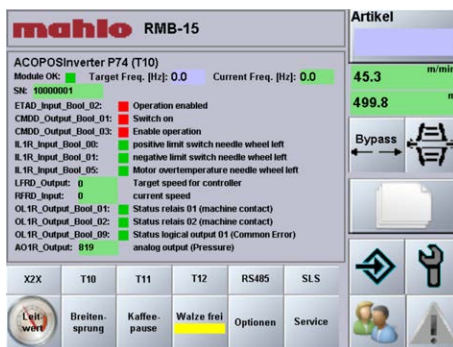 mahlo RMB-15
Artikel
ACOPOSInverter P74 (T10)
Module OK: Target Freq. [Hz]: 0.0 Current Freq. [Hz]: 0.0
SN: 10000001
ETAD_Input_Bool_02: Operation enabled
CMDD_Output_Bool_01: Switch on
CMDD_Output_Bool_03: Enable operation
IL1R_Input_Bool_00: positive limit switch needle wheel left
IL1R_Input_Bool_01: negative limit switch needle wheel left
IL1R_Input_Bool_05: Motor overtemperature needle wheel left
LFRD_Output: 0 Target speed for controller
RFRD_Input: 0 current speed
OL1R_Output_Bool_01: Status relais 01 (machine contact)
OL1R_Output_Bool_02: Status relais 02 (machine contact)
OL1R_Output_Bool_09: Status logical output 01 (Common Error)
AO1R_Output: 819 analog output (Pressure)
45.3 m/min
499.8 m
Bypass
X2X T10 T11 T12 RS485 SLS
Leit-
wert
Breiten-
sprung
Kaffee-
pause
Walze frei
Optionen
Service